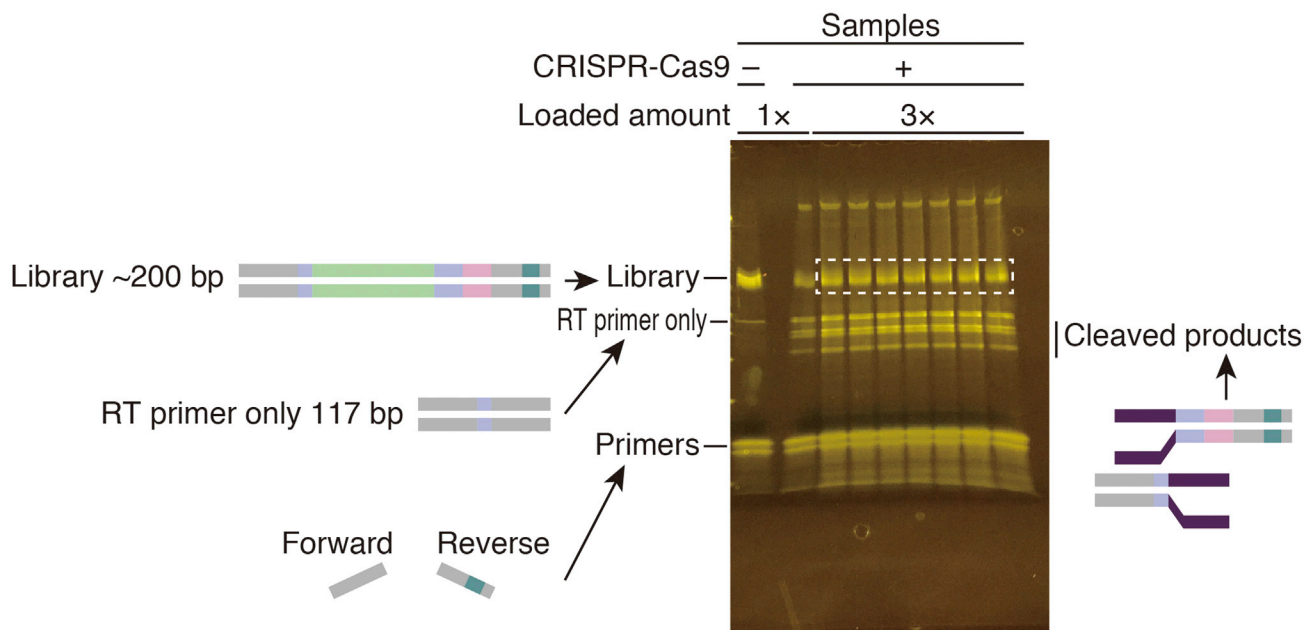 Samples
CRISPR-Cas9 – +
Loaded amount 1× 3×
Library ~200 bp
Library
RT primer only
Cleaved products
RT primer only 117 bp
Primers
Forward Reverse